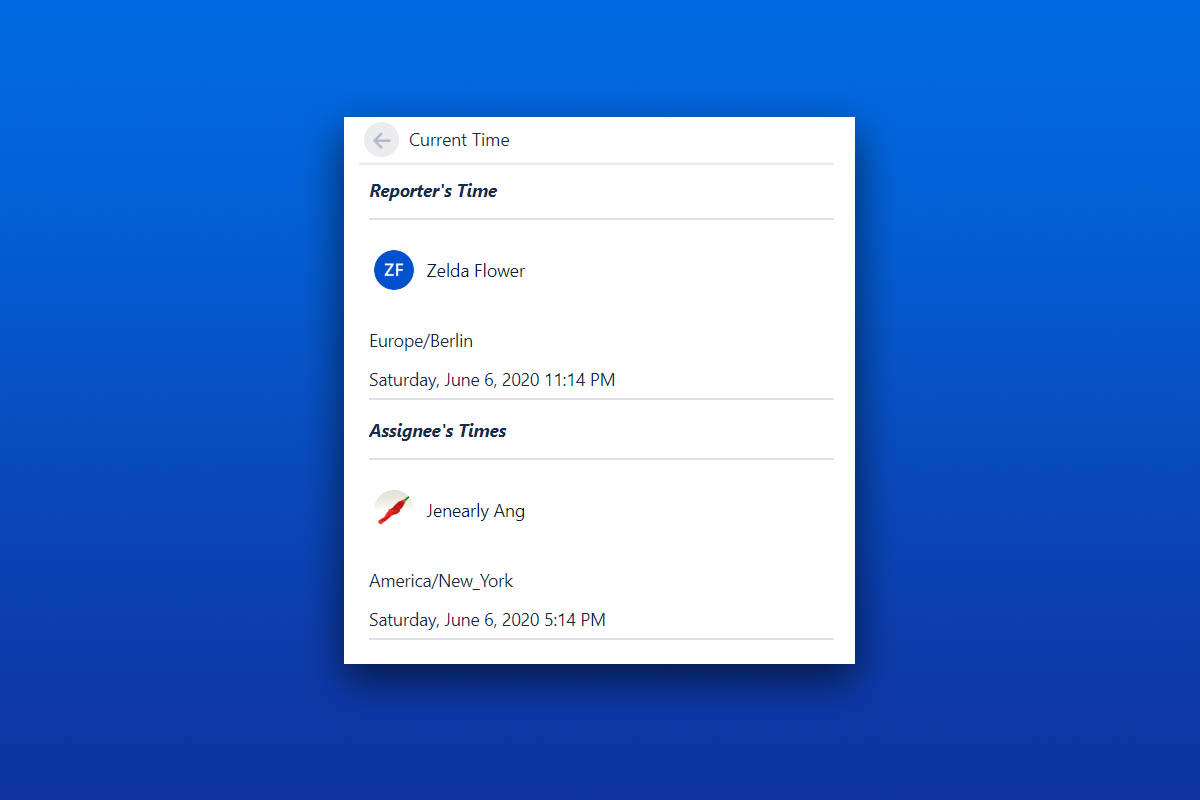 Current Time
Reporter's Time
ZF Zelda Flower
Europe/Berlin
Saturday, June 6, 2020 11:14 PM
Assignee's Times
Jenearly Ang
America/New_York
Saturday, June 6, 2020 5:14 PM